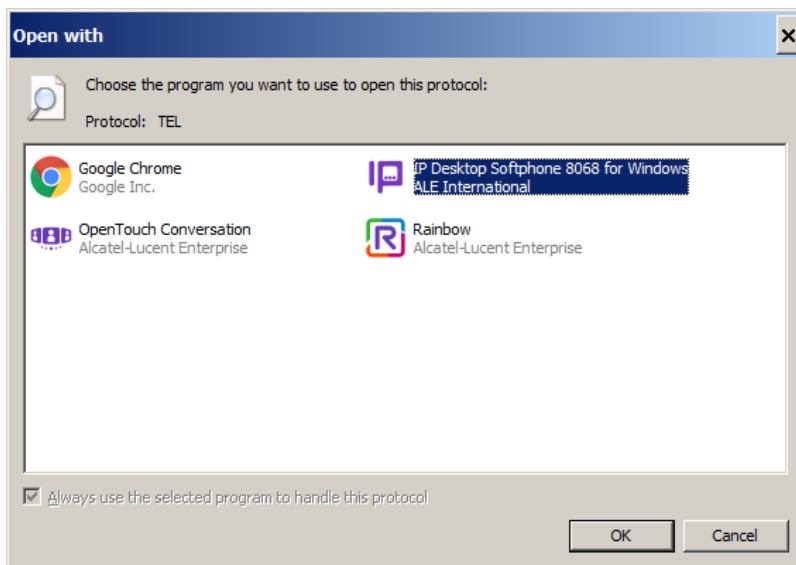 Open with
Choose the program you want to use to open this protocol:
Protocol: TEL
Google Chrome
Google Inc.
IP Desktop Softphone 8068 for Windows
ALE International
OpenTouch Conversation
Alcatel-Lucent Enterprise
Rainbow
Alcatel-Lucent Enterprise
Always use the selected program to handle this protocol
OK
Cancel